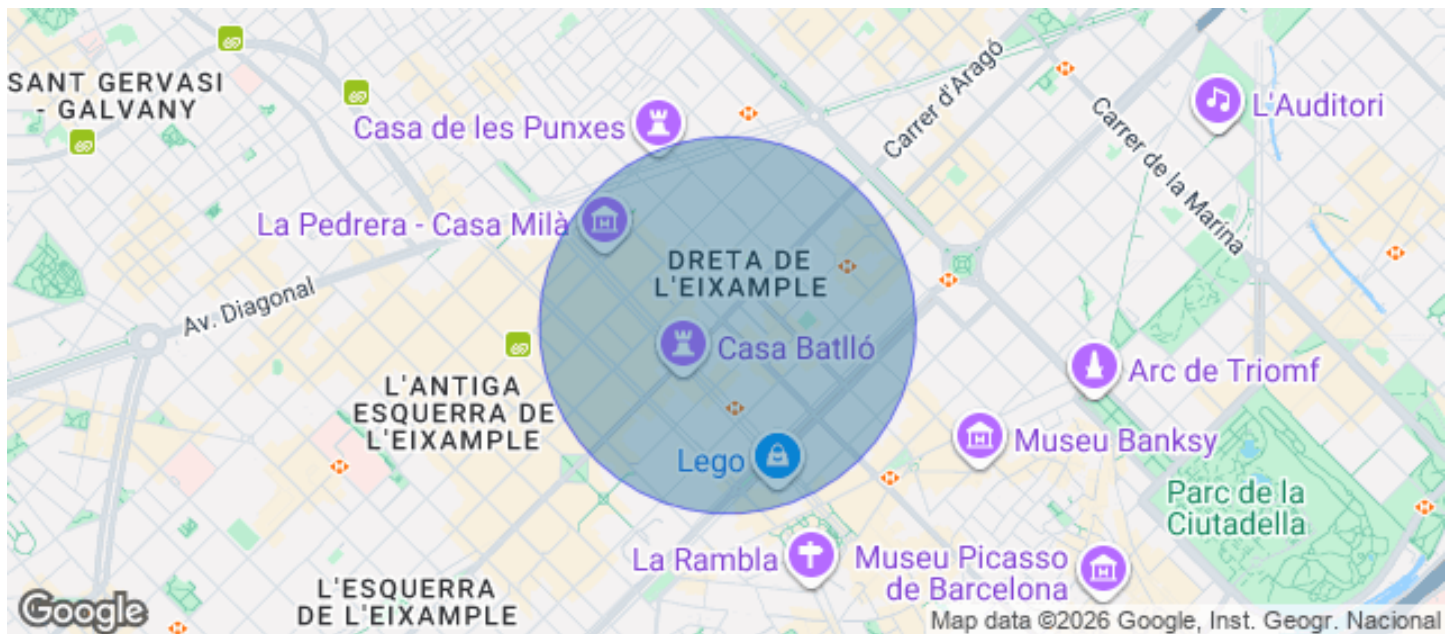 SANT GERVASI
- GALVANY
Casa de les Punxes
Carrer d'Aragó
L'Auditori
Carrer de la Marina
La Pedrera - Casa Milà
DRETA DE
L'EIXAMPLE
Av. Diagonal
Casa Batlló
L'ANTIGA
ESQUERRA DE
L'EIXAMPLE
Arc de Triomf
Museu Banksy
Lego
Parc de la
Ciutadella
La Rambla
Museu Picasso
de Barcelona
L'ESQUERRA
DE L'EIXAMPLE
Google
Map data ©2026 Google, Inst. Geogr. Nacional